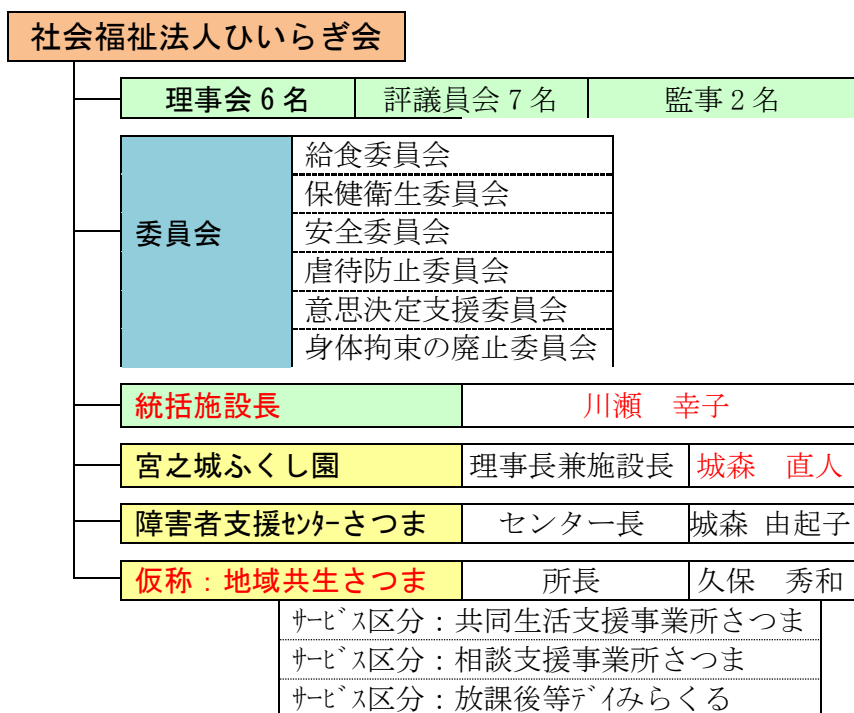 社会福祉法人ひいらぎ会
理事会6名 評議員会7名 監事2名
委員会
給食委員会
保健衛生委員会
安全委員会
虐待防止委員会
意思決定支援委員会
身体拘束の廃止委員会
統括施設長 川瀬　幸子
宮之城ふくし園 理事長兼施設長 城森　直人
障害者支援ｾﾝﾀｰさつま センター長 城森 由起子
仮称：地域共生さつま 所長 久保　秀和
ｻｰﾋﾞｽ区分：共同生活支援事業所さつま
ｻｰﾋﾞｽ区分：相談支援事業所さつま
ｻｰﾋﾞｽ区分：放課後等ﾃﾞｲみらくる